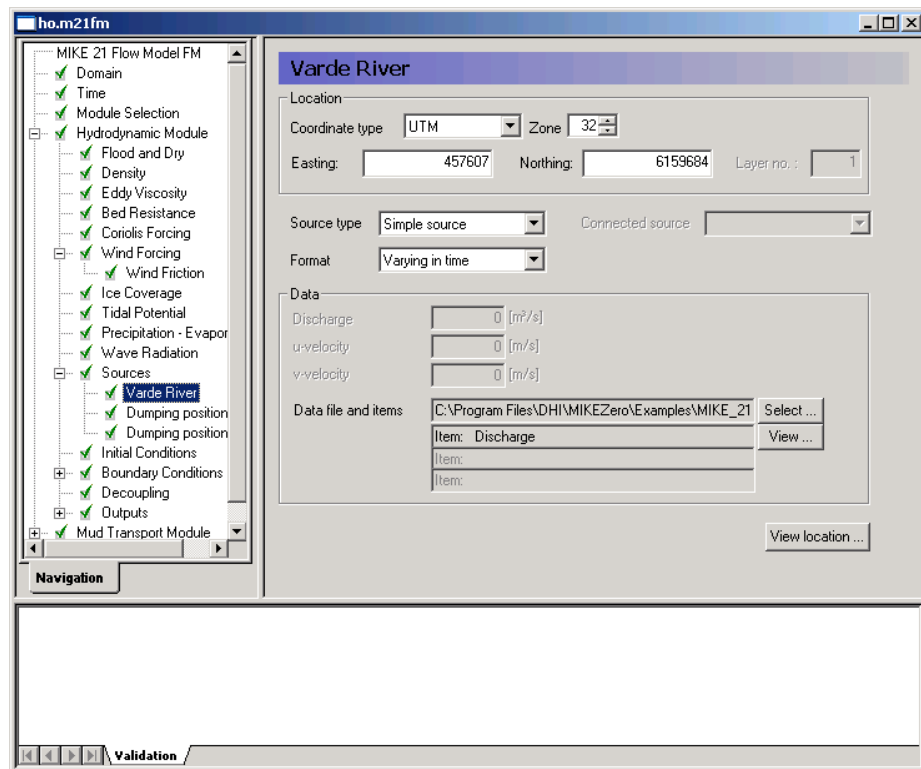 ho.m21fm
MIKE 21 Flow Model FM
Domain
Time
Module Selection
Hydrodynamic Module
Flood and Dry
Density
Eddy Viscosity
Bed Resistance
Coriolis Forcing
Wind Forcing
Wind Friction
Ice Coverage
Tidal Potential
Precipitation - Evapor
Wave Radiation
Sources
Varde River
Dumping position
Dumping position
Initial Conditions
Boundary Conditions
Decoupling
Outputs
Mud Transport Module
Navigation
Varde River
Location
Coordinate type UTM Zone 32
Easting: 457607 Northing: 6159684 Layer no. : 1
Source type Simple source Connected source
Format Varying in time
Data
Discharge 0 [m³/s]
u-velocity 0 [m/s]
v-velocity 0 [m/s]
Data file and items C:\Program Files\DHI\MIKEZero\Examples\MIKE_21 Select ...
Item: Discharge View ...
Item:
Item:
View location ...
Validation